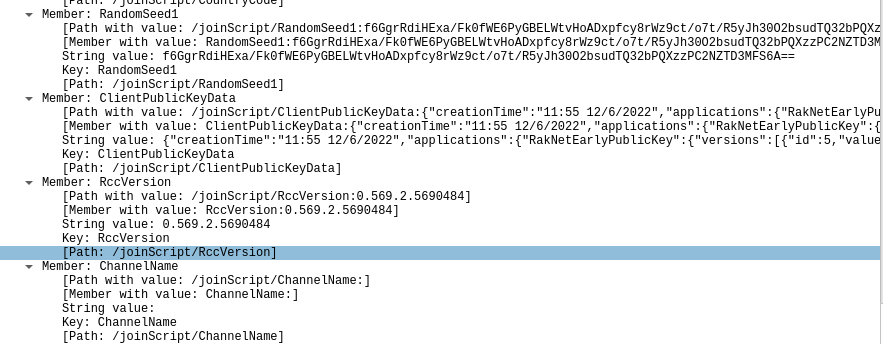 [Path: /joinScript/CountryCode]
Member: RandomSeed1
[Path with value: /joinScript/RandomSeed1:f6GgrRdiHExa/Fk0fWE6PyGBELWtvHoADxpfcy8rWz9ct/o7t/R5yJh30O2bsudTQ32bPQXz
[Member with value: RandomSeed1:f6GgrRdiHExa/Fk0fWE6PyGBELWtvHoADxpfcy8rWz9ct/o7t/R5yJh30O2bsudTQ32bPQXzzPC2NZTD3M
String value: f6GgrRdiHExa/Fk0fWE6PyGBELWtvHoADxpfcy8rWz9ct/o7t/R5yJh30O2bsudTQ32bPQXzzPC2NZTD3MFS6A==
Key: RandomSeed1
[Path: /joinScript/RandomSeed1]
Member: ClientPublicKeyData
[Path with value: /joinScript/ClientPublicKeyData:{"creationTime":"11:55 12/6/2022","applications":{"RakNetEarlyPu
[Member with value: ClientPublicKeyData:{"creationTime":"11:55 12/6/2022","applications":{"RakNetEarlyPublicKey":{
String value: {"creationTime":"11:55 12/6/2022","applications":{"RakNetEarlyPublicKey":{"versions":[{"id":5,"value
Key: ClientPublicKeyData
[Path: /joinScript/ClientPublicKeyData]
Member: RccVersion
[Path with value: /joinScript/RccVersion:0.569.2.5690484]
[Member with value: RccVersion:0.569.2.5690484]
String value: 0.569.2.5690484
Key: RccVersion
[Path: /joinScript/RccVersion]
Member: ChannelName
[Path with value: /joinScript/ChannelName:]
[Member with value: ChannelName:]
String value:
Key: ChannelName
[Path: /joinScript/ChannelName]